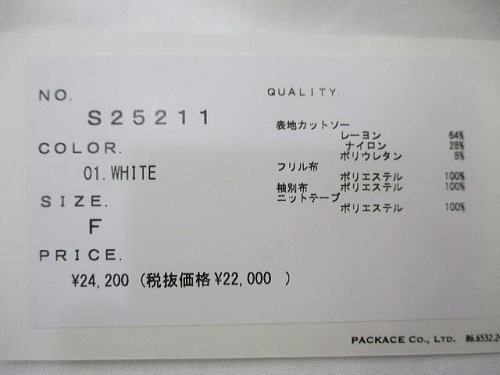 NO.
S25211
COLOR.
01.WHITE
SIZE.
F
PRICE.
¥24,200 (税抜価格¥22,000 )
QUALITY.
表地カットソー
レーヨン 64%
ナイロン 28%
ポリウレタン 8%
フリル布
ポリエステル 100%
袖別布 ポリエステル 100%
ニットテープ
ポリエステル 100%
PACKACE CO., LTD.